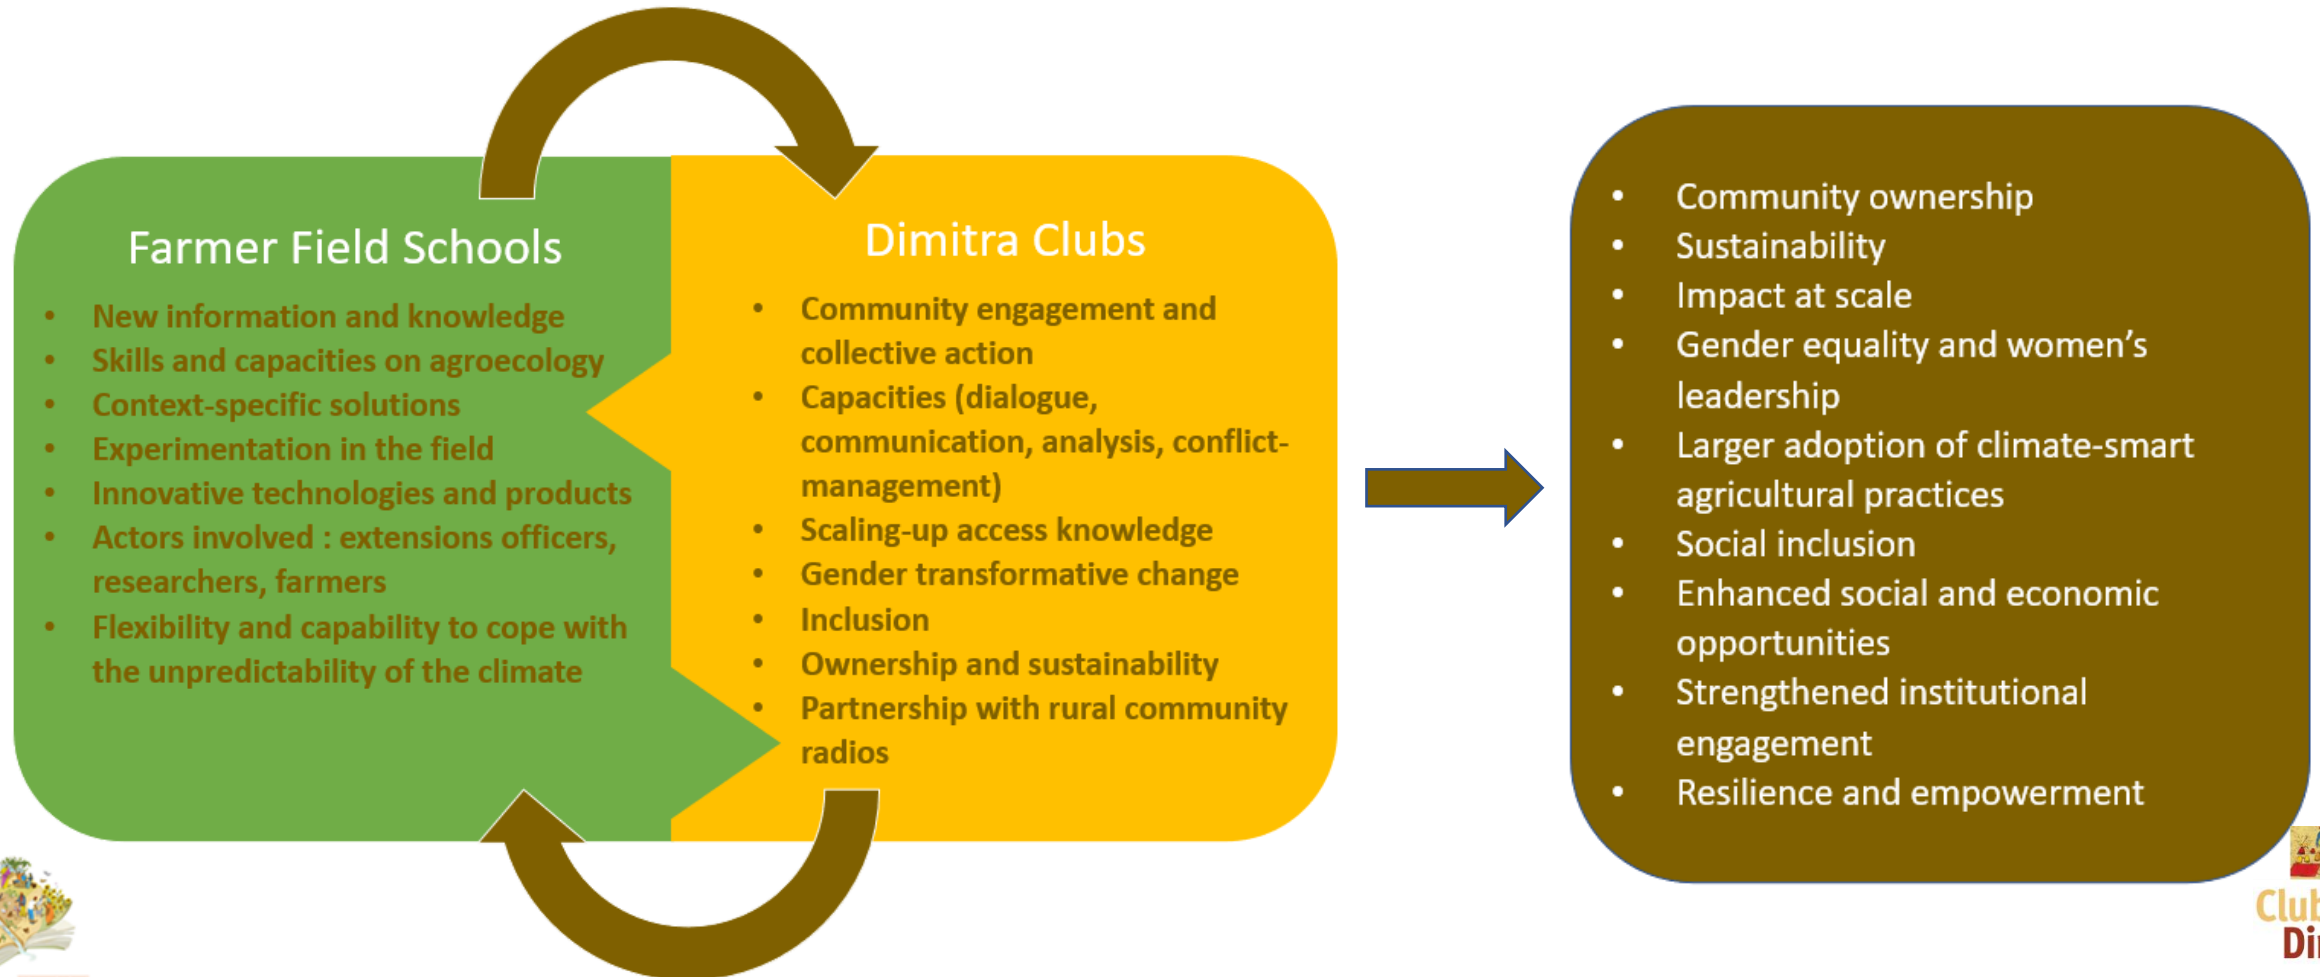 Farmer Field Schools
• New information and knowledge
• Skills and capacities on agroecology
• Context-specific solutions
• Experimentation in the field
• Innovative technologies and products
• Actors involved : extensions officers,
researchers, farmers
• Flexibility and capability to cope with
the unpredictability of the climate
Dimitra Clubs
• Community engagement and
collective action
• Capacities (dialogue,
communication, analysis, conflict-
management)
• Scaling-up access knowledge
• Gender transformative change
• Inclusion
• Ownership and sustainability
• Partnership with rural community
radios
• Community ownership
• Sustainability
• Impact at scale
• Gender equality and women’s
leadership
• Larger adoption of climate-smart
agricultural practices
• Social inclusion
• Enhanced social and economic
opportunities
• Strengthened institutional
engagement
• Resilience and empowerment